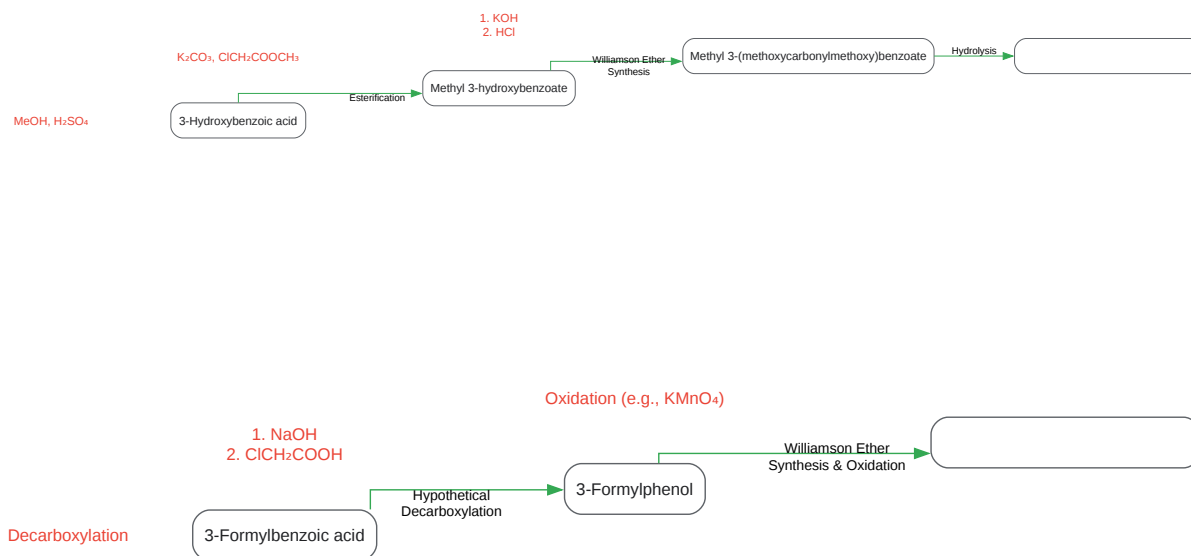 1. KOH
2. HCl
K₂CO₃, ClCH₂COOCH₃
Williamson Ether
Synthesis
Methyl 3-(methoxycarbonylmethoxy)benzoate
Hydrolysis
Methyl 3-hydroxybenzoate
Esterification
MeOH, H₂SO₄
3-Hydroxybenzoic acid
Oxidation (e.g., KMnO₄)
1. NaOH
2. ClCH₂COOH
Williamson Ether
Synthesis & Oxidation
3-Formylphenol
Hypothetical
Decarboxylation
Decarboxylation
3-Formylbenzoic acid